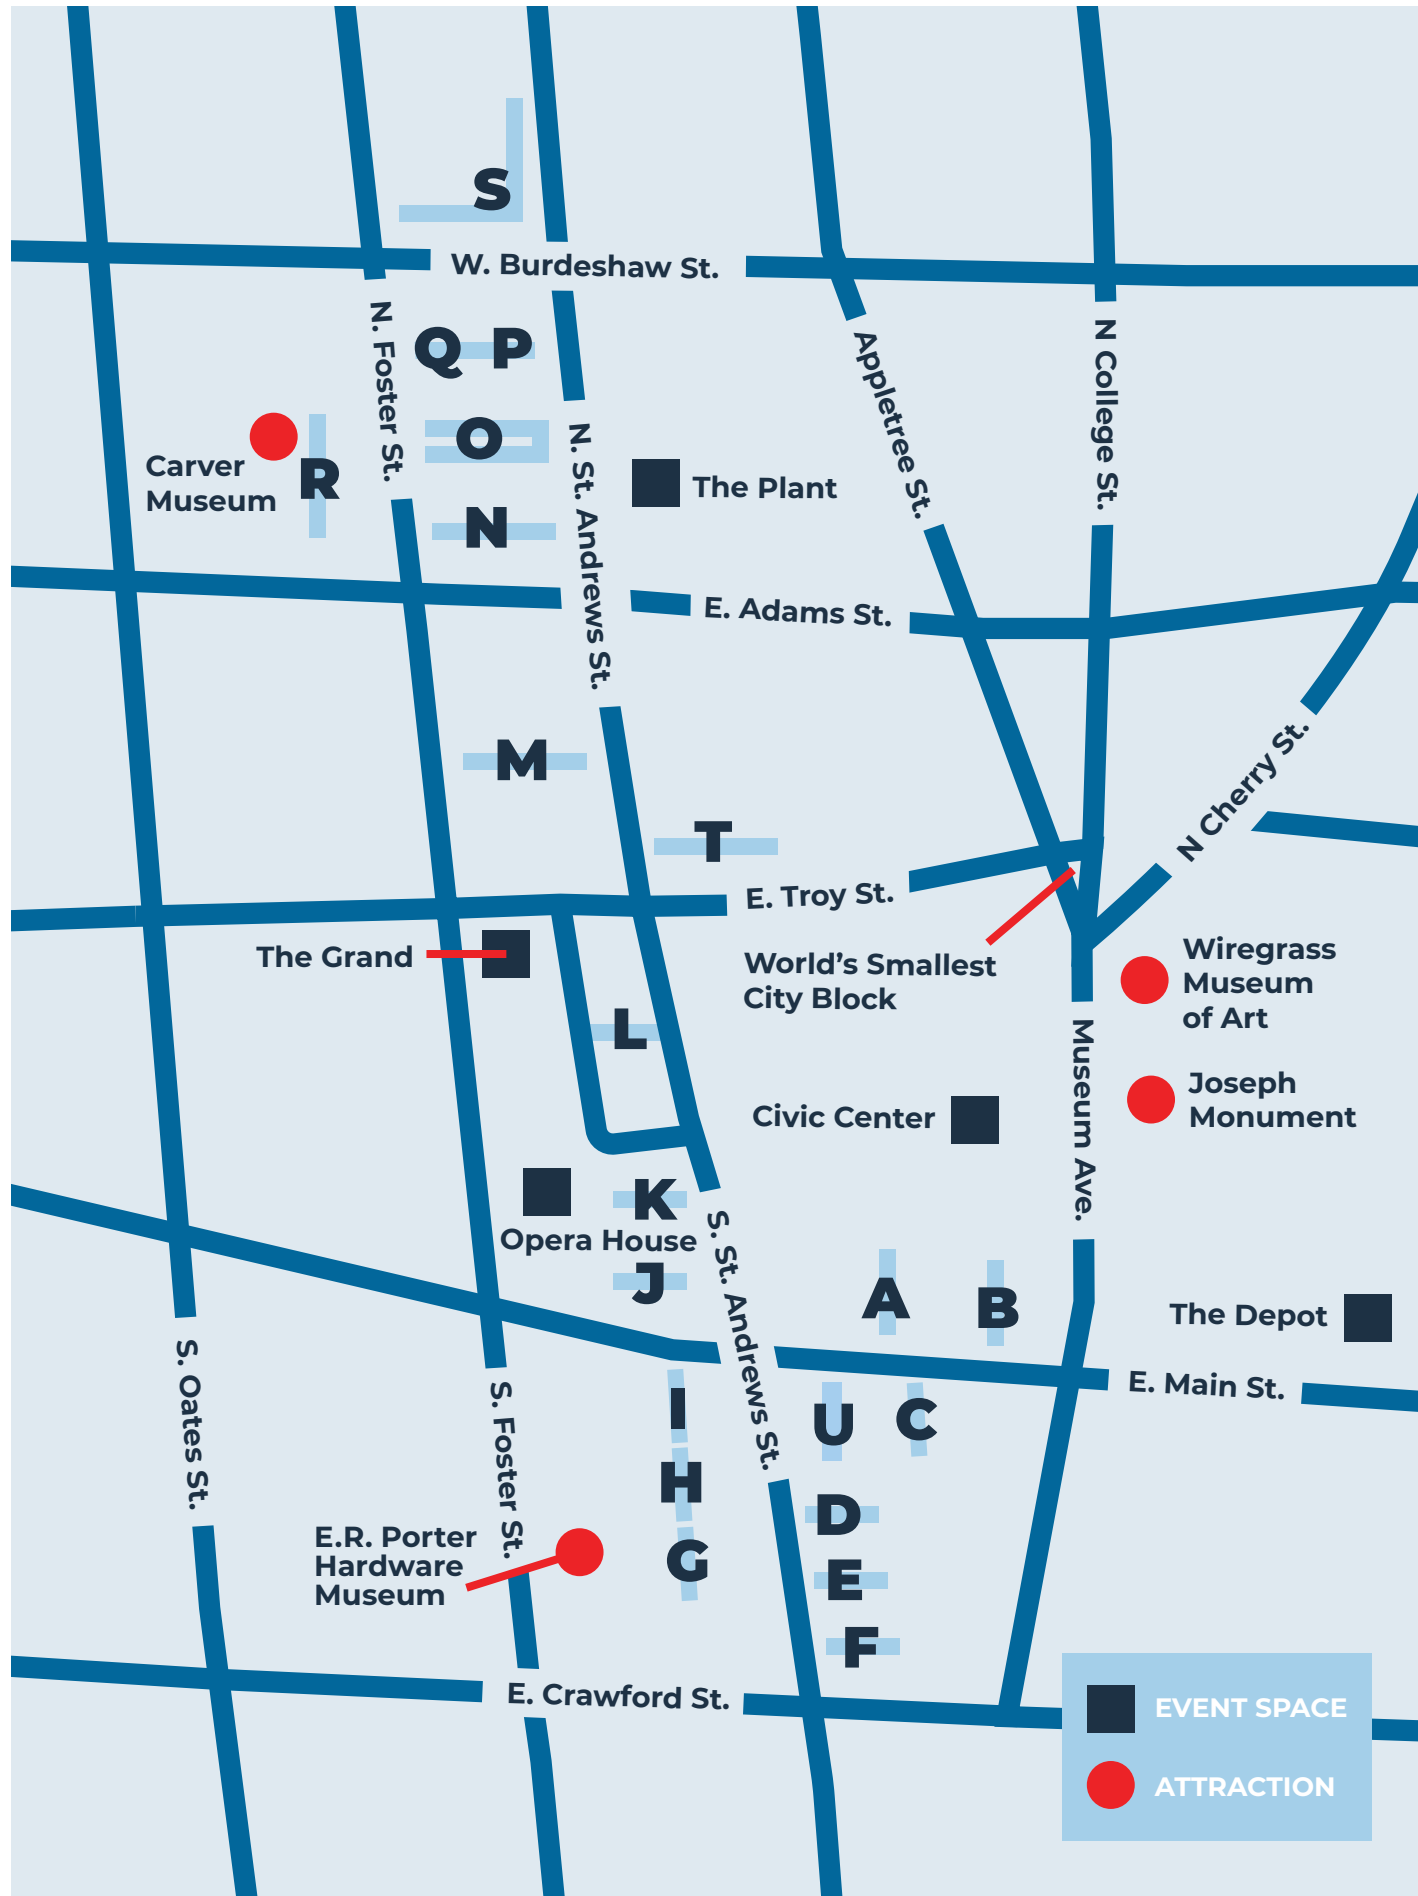 S
W. Burdeshaw St.
N. Foster St.
Q
P
Appletree St.
N College St.
O
N. St. Andrews St.
Carver
Museum
R
The Plant
N
E. Adams St.
M
N Cherry St.
T
E. Troy St.
The Grand
World's Smallest
City Block
Wiregrass
Museum
of Art
L
Museum Ave.
Joseph
Monument
Civic Center
K
Opera House
J
S. St. Andrews St.
A
B
The Depot
E. Main St.
S. Oates St.
S. Foster St.
I
U
C
H
D
E.R. Porter
Hardware
Museum
G
E
F
E. Crawford St.
EVENT SPACE
ATTRACTION